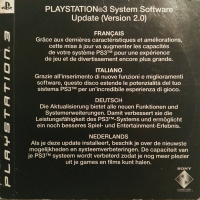 PLAYSTATION®3 System Software
Update (Version 2.0)
FRANÇAIS
Grâce aux dernières caractéristiques et améliorations,
cette mise à jour va augmenter les capacités
de votre système PS3™ pour une expérience
de jeu et de divertissement encore plus grand.
ITALIANO
Grazie all'inserimento di nuove funzioni e miglioramenti
software, questo disco estende le potenzialità del tuo
sistema PS3™ per un'incredibile esperienza di gioco.
DEUTSCH
Die Aktualisierung bietet alle neuen Funktionen und
Systemerweiterungen. Damit verbessert sie die
Leistungsfähigkeit des PS3™-Systems und ermöglicht
ein noch besseres Spiel- und Entertainment-Erlebnis.
NEDERLANDS
Als je deze update installeert, beschik je over de nieuwste
mogelijkheden en systeemverbeteringen. De capaciteit van
je PS3™ systeem wordt verbeterd zodat je nog meer plezier
uit je games en films kunt halen.
PLAYSTATION 3
SONY